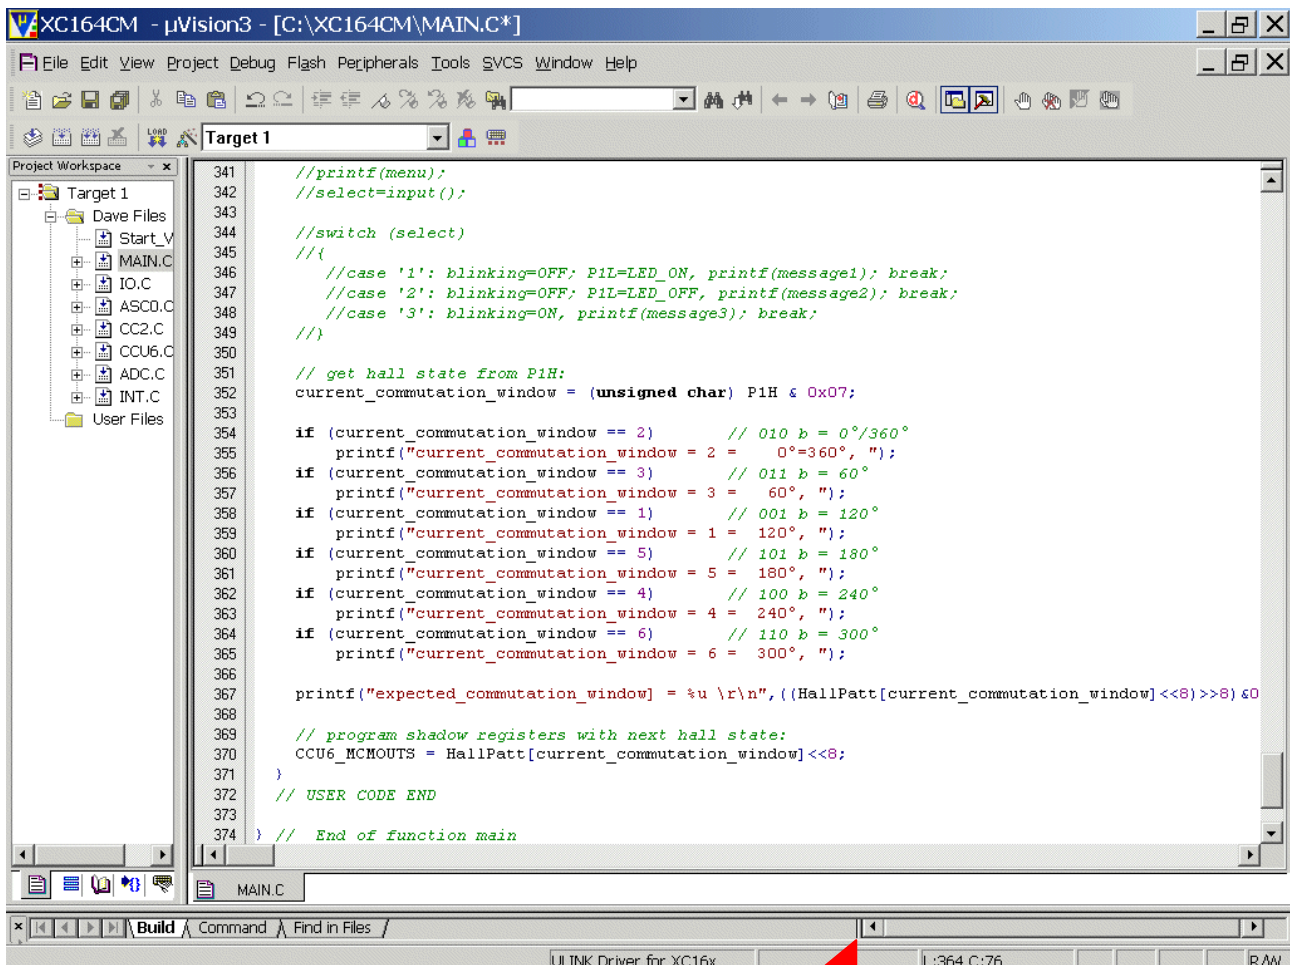 XC164CM - µVision3 - [C:\XC164CM\MAIN.C*]
File Edit View Project Debug Flash Peripherals Tools SVCS Window Help
Target 1
Project Workspace
Target 1
Dave Files
Start_V
MAIN.C
IO.C
ASC0.C
CC2.C
CCU6.C
ADC.C
INT.C
User Files
341 //printf(menu);
342 //select=input();
343
344 //switch (select)
345 //{
346 //case '1': blinking=OFF; P1L=LED_ON, printf(message1); break;
347 //case '2': blinking=OFF; P1L=LED_OFF, printf(message2); break;
348 //case '3': blinking=ON, printf(message3); break;
349 //}
350
351 // get hall state from P1H:
352 current_commutation_window = (unsigned char) P1H & 0x07;
353
354 if (current_commutation_window == 2) // 010 b = 0°/360°
355 printf("current_commutation_window = 2 = 0°=360°, ");
356 if (current_commutation_window == 3) // 011 b = 60°
357 printf("current_commutation_window = 3 = 60°, ");
358 if (current_commutation_window == 1) // 001 b = 120°
359 printf("current_commutation_window = 1 = 120°, ");
360 if (current_commutation_window == 5) // 101 b = 180°
361 printf("current_commutation_window = 5 = 180°, ");
362 if (current_commutation_window == 4) // 100 b = 240°
363 printf("current_commutation_window = 4 = 240°, ");
364 if (current_commutation_window == 6) // 110 b = 300°
365 printf("current_commutation_window = 6 = 300°, ");
366
367 printf("expected_commutation_window] = %u \r\n",((HallPatt[current_commutation_window]<<8)>>8)&0
368
369 // program shadow registers with next hall state:
370 CCU6_MCMOUTS = HallPatt[current_commutation_window]<<8;
371 }
372 // USER CODE END
373
374 } // End of function main
MAIN.C
Build Command Find in Files
ULINK Driver for XC16x L:364 C:76 R/W